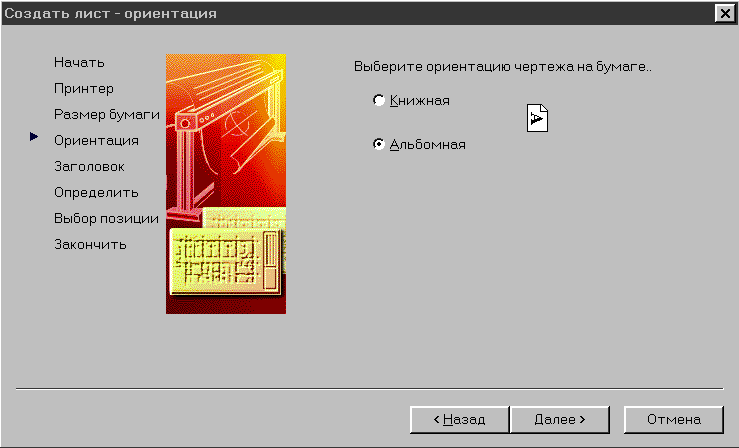 Создать лист - ориентация
Начать
Принтер
Размер бумаги
Ориентация
Заголовок
Определить
Выбор позиции
Закончить
Выберите ориентацию чертежа на бумаге..
Книжная
A
Альбомная
< Назад
Далее >
Отмена